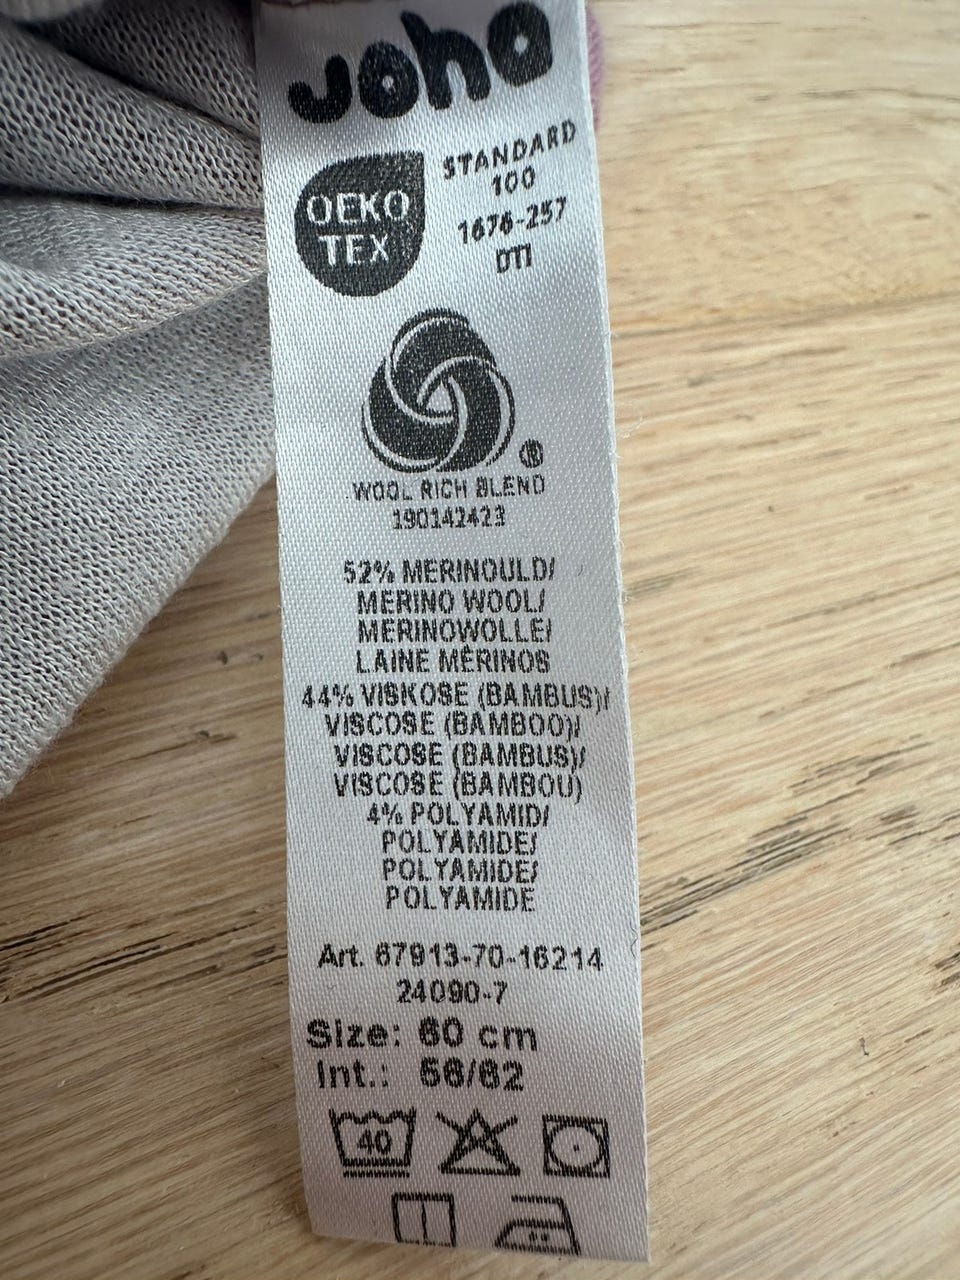 joha
OEKO
TEX
STANDARD
100
1676-257
DTI
®
WOOL RICH BLEND
190142423
52% MERINOULD/
MERINO WOOL/
MERINOWOLLE/
LAINE MÉRINOS
44% VISKOSE (BAMBUS)/
VISCOSE (BAMBOO)/
VISCOSE (BAMBUS)/
VISCOSE (BAMBOU)
4% POLYAMID/
POLYAMIDE/
POLYAMIDE/
POLYAMIDE
Art. 67913-70-16214
24090-7
Size: 60 cm
Int.: 56/62
40